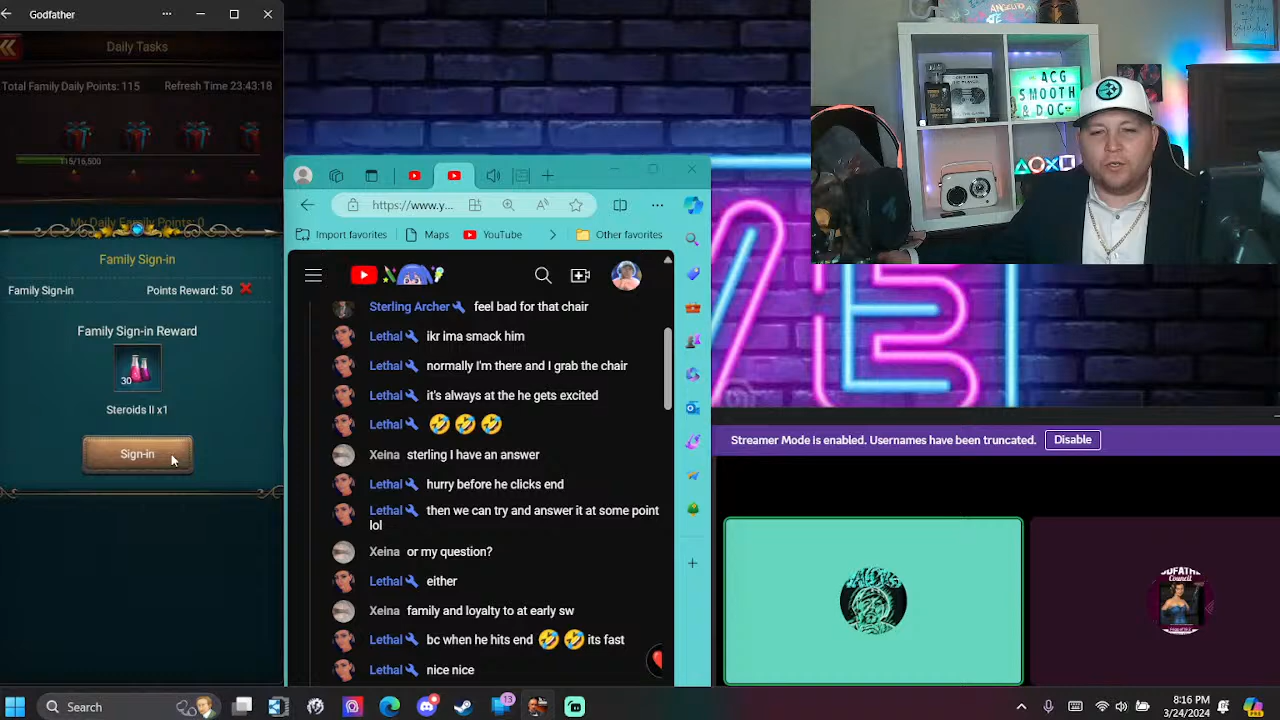 Godfather
Daily Tasks
Total Family Daily Points: 115
Refresh Time 23:43:18
115/16,500
My Daily Family Points: 0
Family Sign-in
Family Sign-in
Points Reward: 50
Family Sign-in Reward
30
Steroids II x1
Sign-in
https://www.y...
Import favorites
Maps
YouTube
Other favorites
Sterling Archer feel bad for that chair
Lethal ikr ima smack him
Lethal normally I'm there and I grab the chair
Lethal it's always at the he gets excited
Lethal 🤣🤣🤣
Xeina sterling I have an answer
Lethal hurry before he clicks end
Lethal then we can try and answer it at some point
lol
Xeina or my question?
Lethal either
Xeina family and loyalty to at early sw
Lethal bc when he hits end 🤣🤣 its fast
Lethal nice nice
ACG
SMOOTH
& DOC
Streamer Mode is enabled. Usernames have been truncated.
Disable
Council
Search
13
8:16 PM
3/24/2024